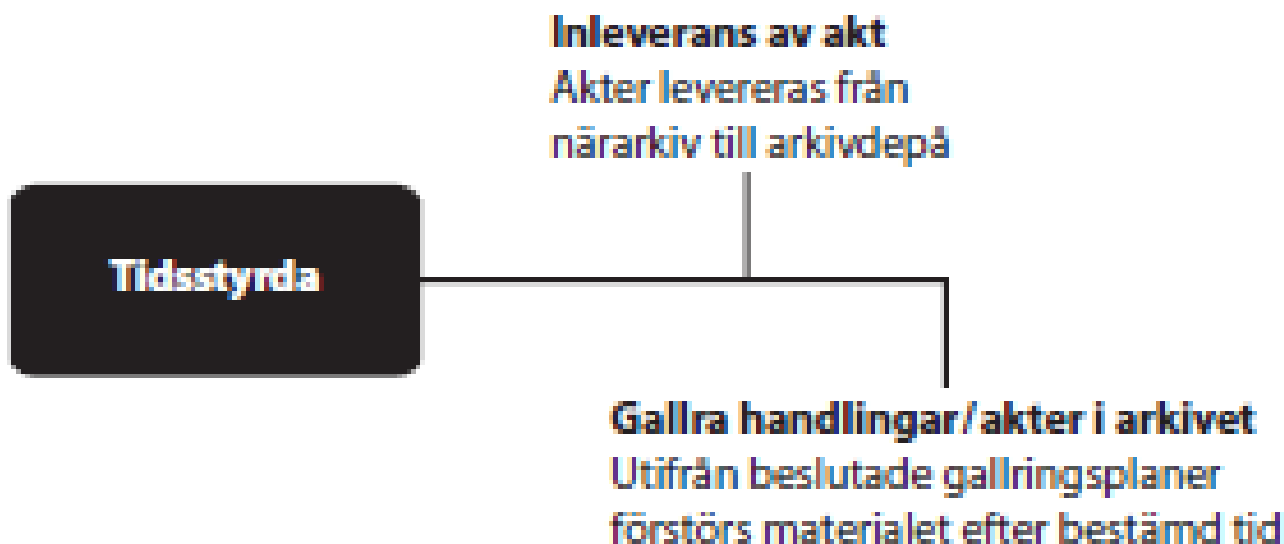 Inleverans av akt
Akter levereras från
närarkiv till arkivdepå
Tidsstyrda
Gallra handlingar/akter i arkivet
Utifrån beslutade gallringsplaner
förstörs materialet efter bestämd tid